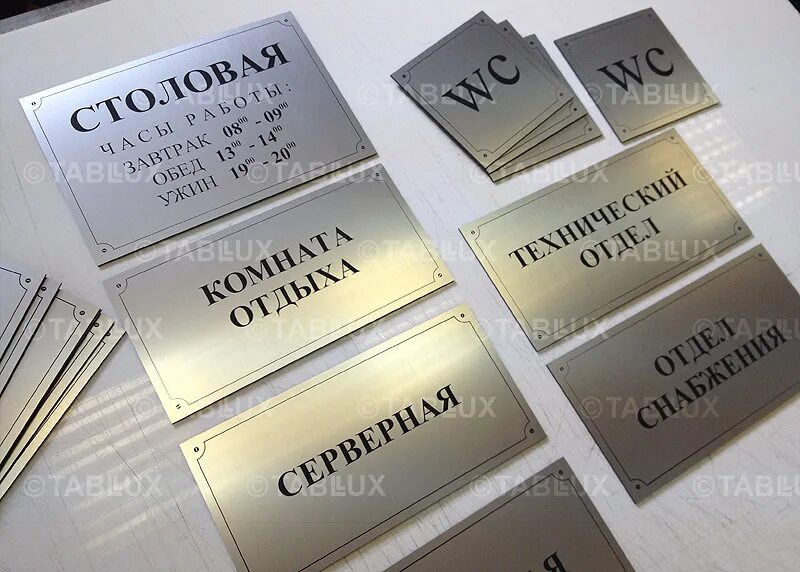 СТОЛОВАЯ
ЧАСЫ РАБОТЫ:
ЗАВТРАК 08⁰⁰ - 09⁰⁰
ОБЕД 13⁰⁰ - 14⁰⁰
УЖИН 19⁰⁰ - 20⁰⁰
WC
WC
КОМНАТА
ОТДЫХА
ТЕХНИЧЕСКИЙ
ОТДЕЛ
СЕРВЕРНАЯ
ОТДЕЛ
СНАБЖЕНИЯ
©TABLUX